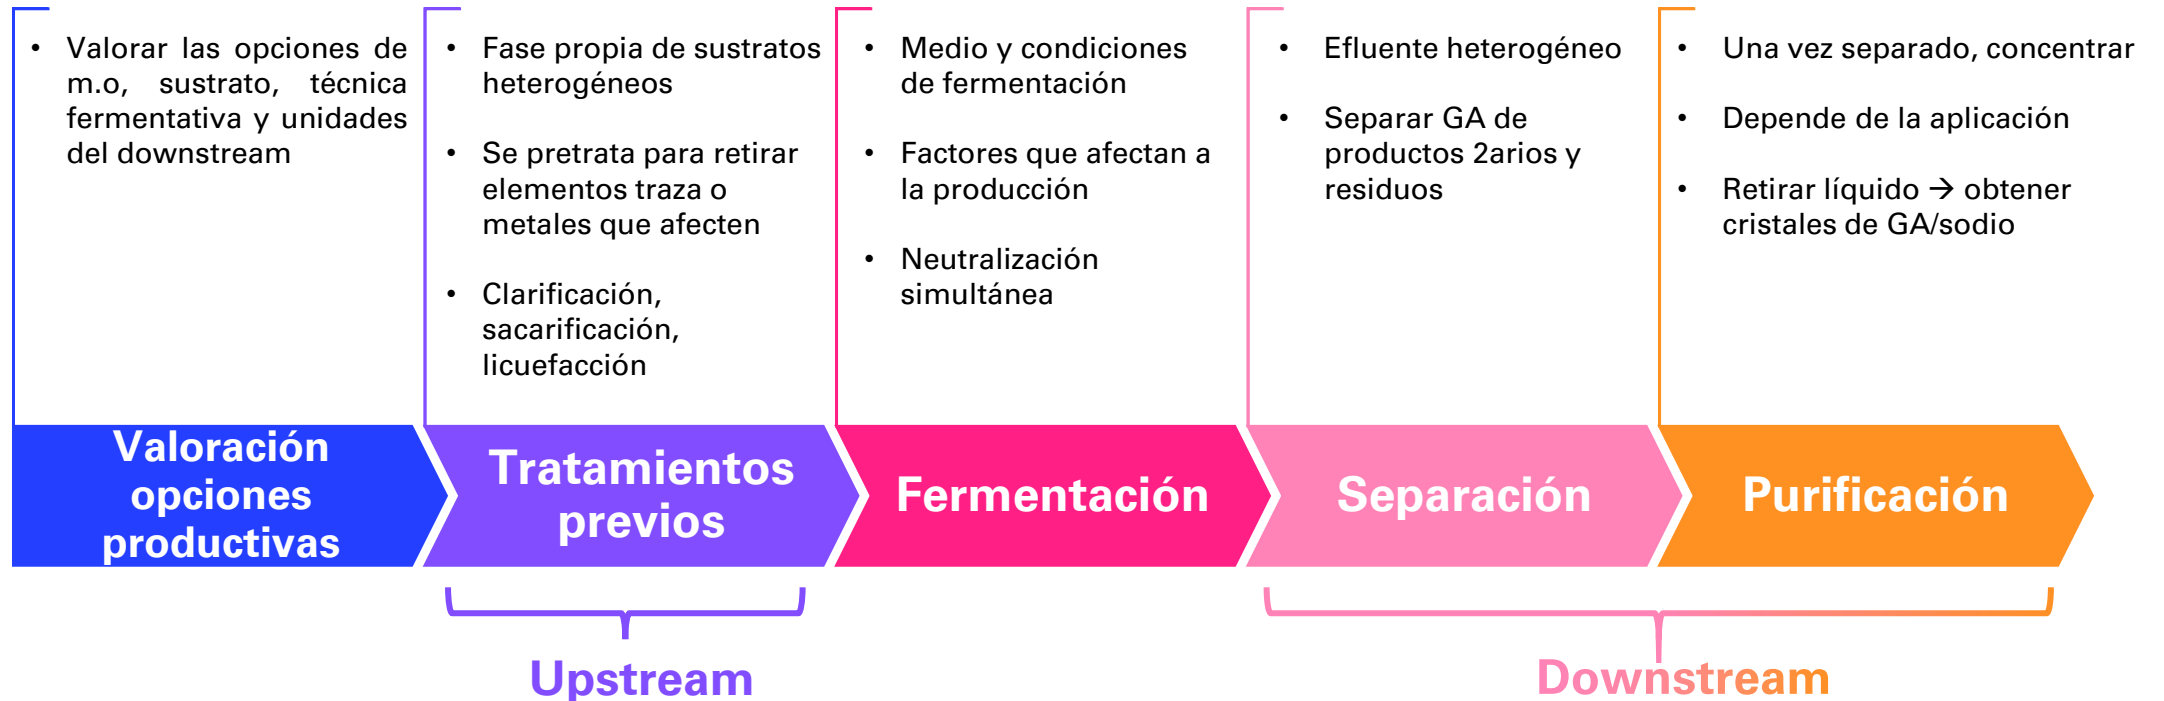 • Valorar las opciones de
m.o, sustrato, técnica
fermentativa y unidades
del downstream
• Fase propia de sustratos
heterogéneos
• Se pretrata para retirar
elementos traza o
metales que afecten
• Clarificación,
sacarificación,
licuefacción
• Medio y condiciones
de fermentación
• Factores que afectan a
la producción
• Neutralización
simultánea
• Efluente heterogéneo
• Separar GA de
productos 2arios y
residuos
• Una vez separado, concentrar
• Depende de la aplicación
• Retirar líquido → obtener
cristales de GA/sodio
Valoración
opciones
productivas
Tratamientos
previos
Fermentación
Separación
Purificación
Upstream
Downstream